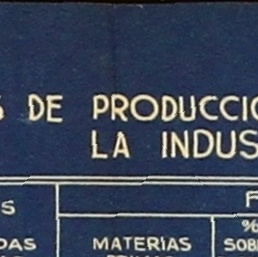 DE PRODUCCIO
LA INDUS
S F
%
DAS MATERIAS SOB